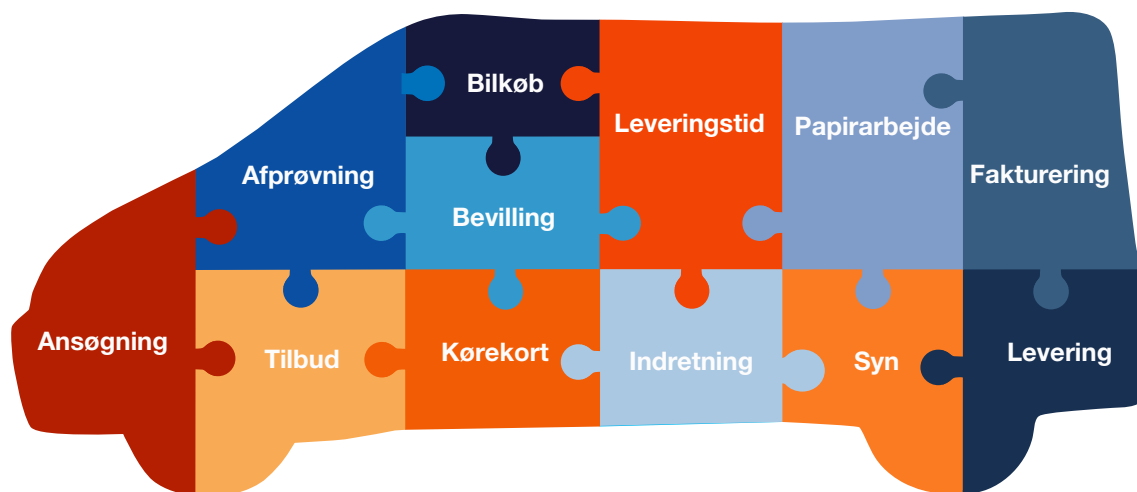 Ansøgning
Afprøvning
Tilbud
Bilkøb
Bevilling
Kørekort
Leveringstid
Indretning
Papirarbejde
Syn
Fakturering
Levering